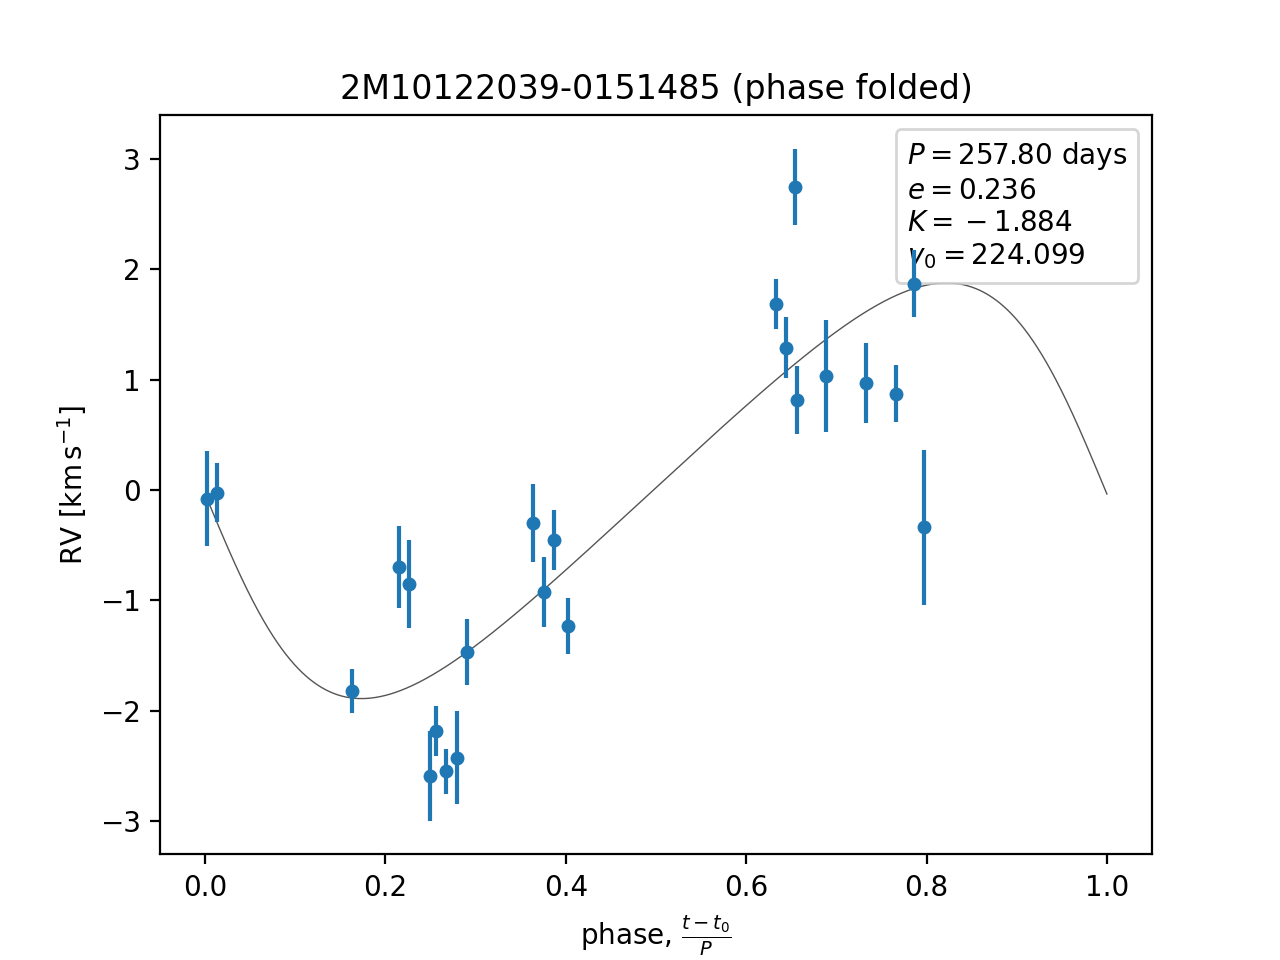 2M10122039-0151485 (phase folded)
P = 257.80 days
e = 0.236
K = −1.884
v₀ = 224.099
3
2
1
0
−1
−2
−3
RV [km s⁻¹]
0.0 0.2 0.4 0.6 0.8 1.0
phase, (t − t₀)/P